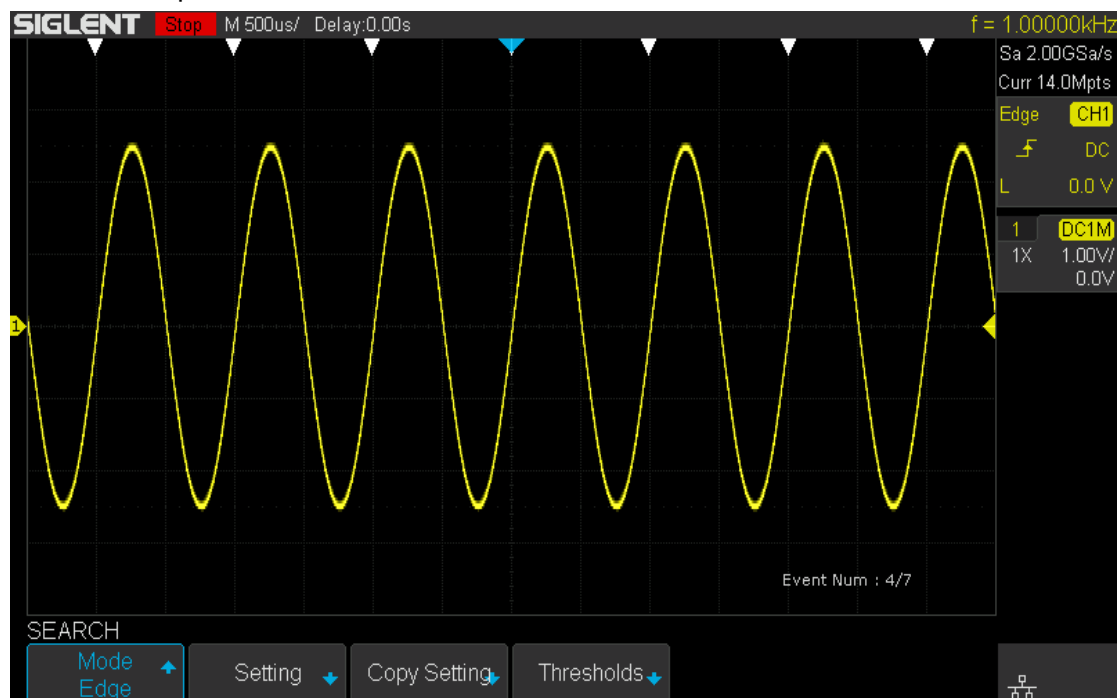 SIGLENT Stop M 500us/ Delay:0.00s f = 1.00000kHz
Sa 2.00GSa/s
Curr 14.0Mpts
Edge CH1
DC
L 0.0 V
1 DC1M
1X 1.00V/
0.0V
1
Event Num : 4/7
SEARCH
Mode
Edge
Setting
Copy Setting
Thresholds